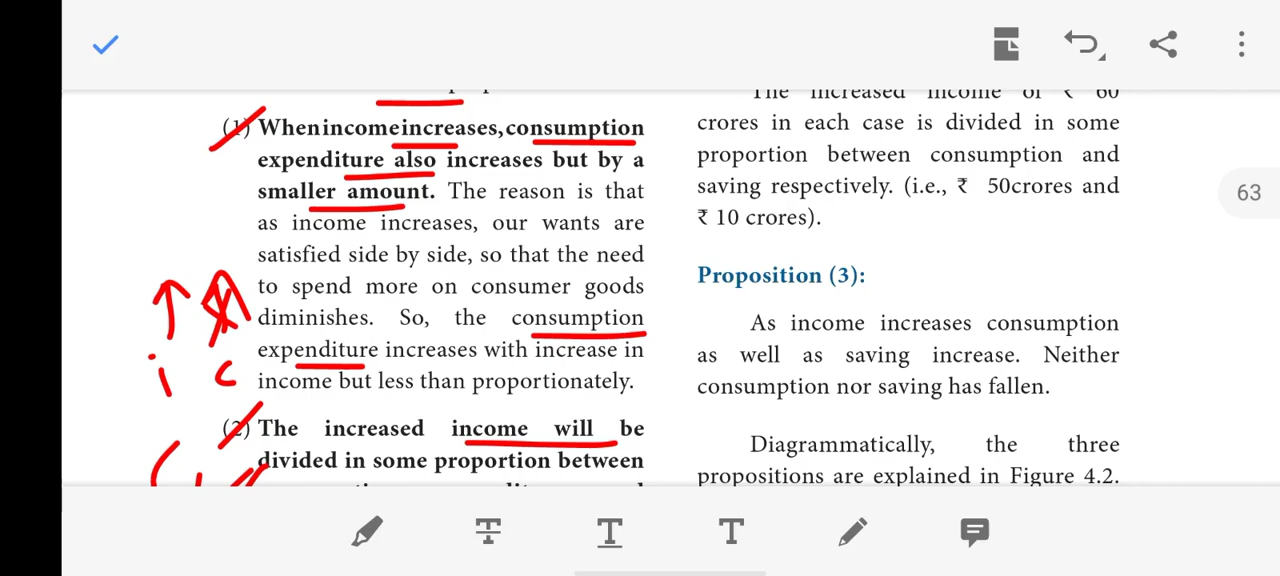 (1) When income increases, consumption
expenditure also increases but by a
smaller amount. The reason is that
as income increases, our wants are
satisfied side by side, so that the need
to spend more on consumer goods
diminishes. So, the consumption
expenditure increases with increase in
income but less than proportionately.
i c
(2) The increased income will be
divided in some proportion between
The increased income of ₹ 60
crores in each case is divided in some
proportion between consumption and
saving respectively. (i.e., ₹ 50crores and
₹ 10 crores).
Proposition (3):
As income increases consumption
as well as saving increase. Neither
consumption nor saving has fallen.
Diagrammatically, the three
propositions are explained in Figure 4.2.
63
T T T